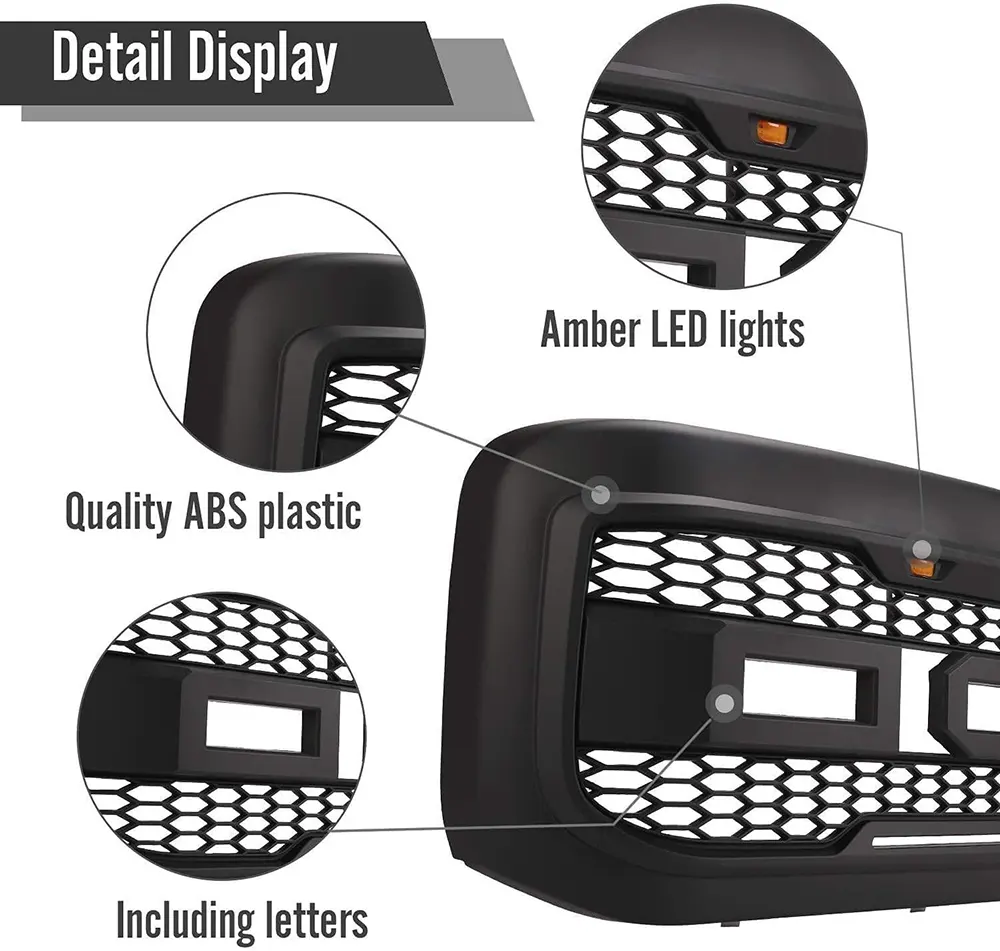 Detail Display
Amber LED lights
Quality ABS plastic
Including letters